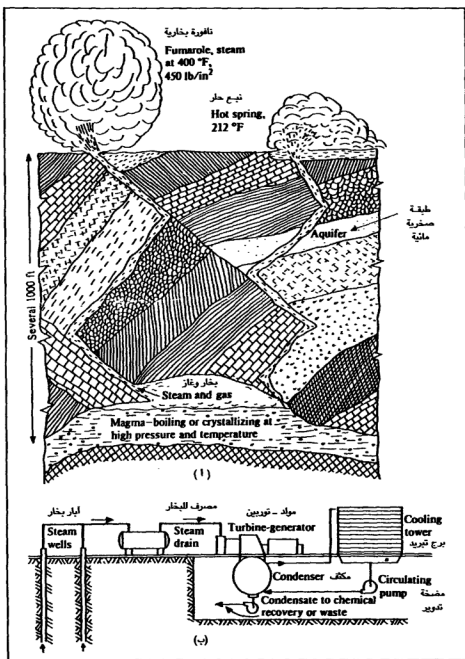 نافورة بخارية
Fumarole, steam
at 400 °F,
450 lb/in²
نبع حار
Hot spring,
212 °F
طبقة
صخرية
مائية
Aquifer
Several 1000 ft
بخار وغاز
Steam and gas
Magma-boiling or crystallizing at
high pressure and temperature
(أ)
آبار بخار
Steam
wells
مصرف للبخار
Steam
drain
مولد - توربين
Turbine-generator
Cooling
tower
برج تبريد
Condenser مكثف
Circulating
pump
مضخة
تدوير
Condensate to chemical
recovery or waste
(ب)